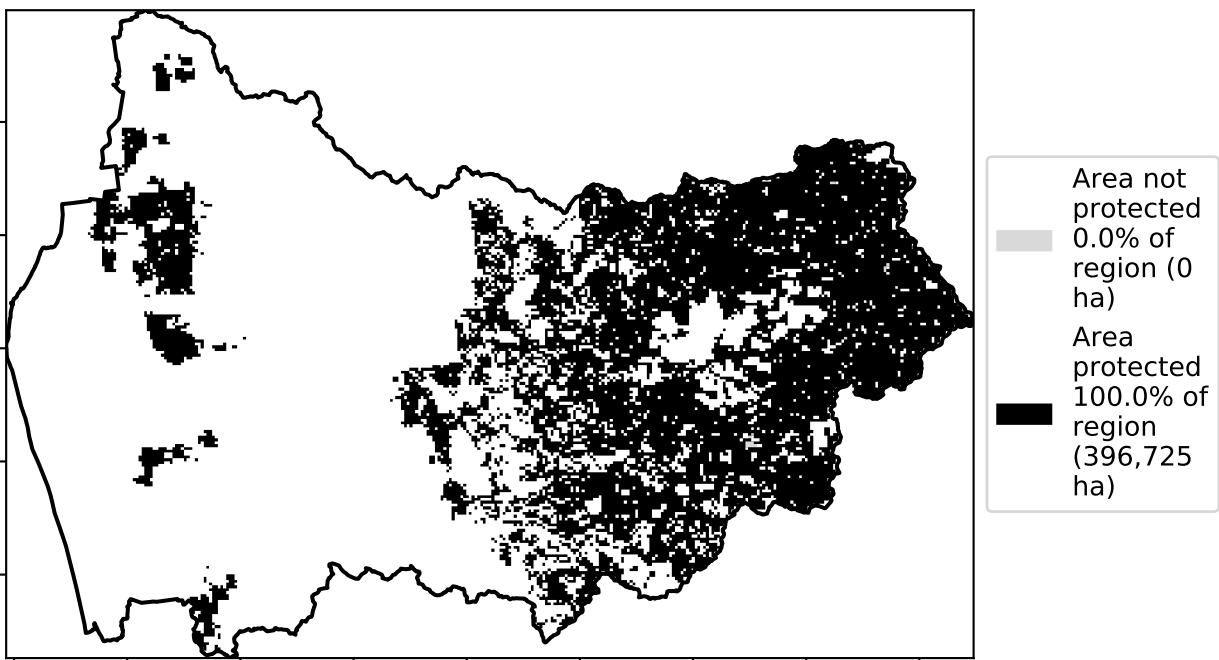 Area not
protected
0.0% of
region (0
ha)
Area
protected
100.0% of
region
(396,725
ha)